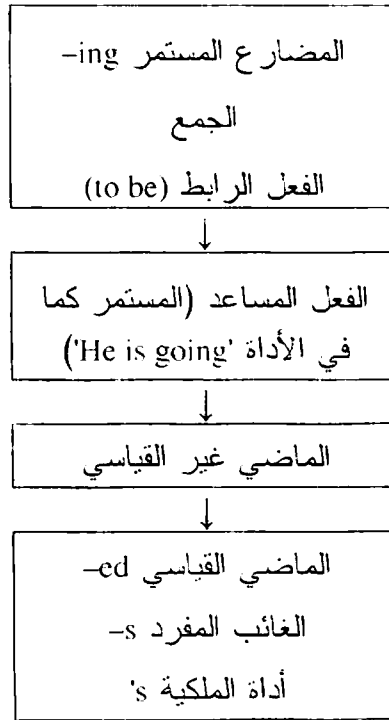 المضارع المستمر ing–
الجمع
الفعل الرابط (to be)
↓
الفعل المساعد (المستمر كما
في الأداة 'He is going')
↓
الماضي غير القياسي
↓
الماضي القياسي ed–
الغائب المفرد s–
أداة الملكية s'